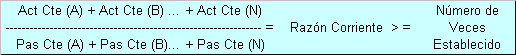 Act Cte (A) + Act Cte (B) ... + Act Cte (N)
------------------------------------------------------------ = Razón Corriente > =
Pas Cte (A) + Pas Cte (B)... + Pas Cte (N)
Número de
Veces
Establecido